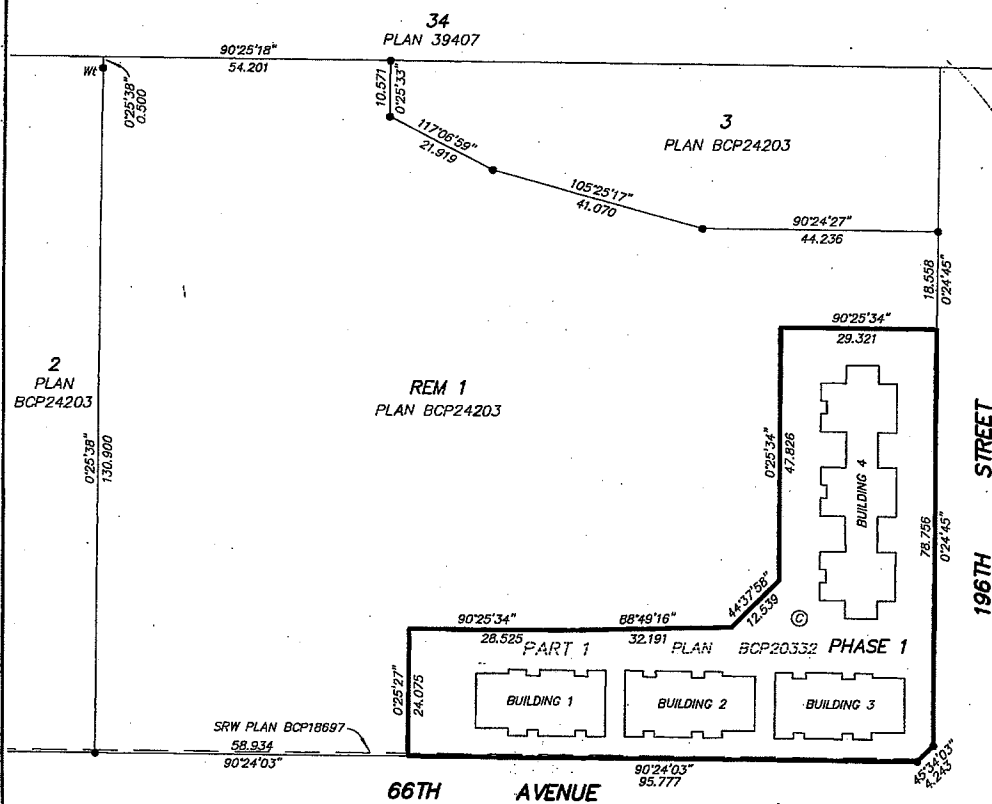 34
PLAN 39407
90°25'18"
54.201
Wt
0°25'38"
0.500
10.571
0°25'33"
117°06'59"
21.919
3
PLAN BCP24203
105°25'17"
41.070
90°24'27"
44.236
18.558
0°24'45"
90°25'34"
29.321
2
PLAN
BCP24203
REM 1
PLAN BCP24203
0°25'38"
130.900
0°25'34"
47.826
BUILDING 4
78.756
0°24'45"
196TH STREET
44°37'58"
12.539
©
90°25'34"
28.525
88°49'16"
32.191
PART 1 PLAN BCP20332 PHASE 1
0°25'27"
24.075
BUILDING 1
BUILDING 2
BUILDING 3
SRW PLAN BCP18697
58.934
90°24'03"
90°24'03"
95.777
45°34'03"
4.243
66TH AVENUE